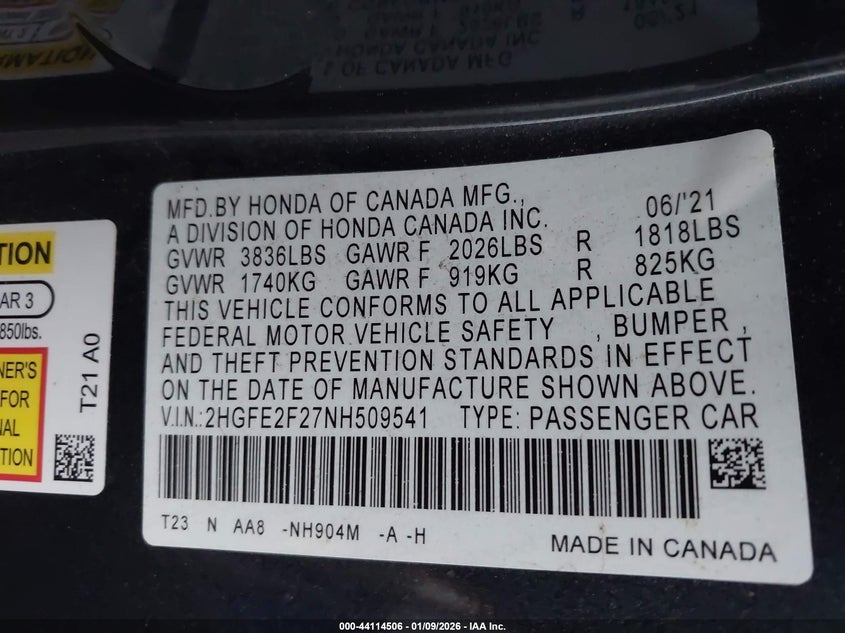 TION
AR 3
850lbs.
NER'S
FOR
NAL
TION
T21 A0
MFD.BY HONDA OF CANADA MFG., 06/'21
A DIVISION OF HONDA CANADA INC.
GVWR 3836LBS GAWR F 2026LBS R 1818LBS
GVWR 1740KG GAWR F 919KG R 825KG
THIS VEHICLE CONFORMS TO ALL APPLICABLE
FEDERAL MOTOR VEHICLE SAFETY , BUMPER ,
AND THEFT PREVENTION STANDARDS IN EFFECT
ON THE DATE OF MANUFACTURE SHOWN ABOVE.
V.I.N.:2HGFE2F27NH509541 TYPE: PASSENGER CAR
T23 N AA8 -NH904M -A -H
MADE IN CANADA
000-44114506 - 01/09/2026 - IAA Inc.